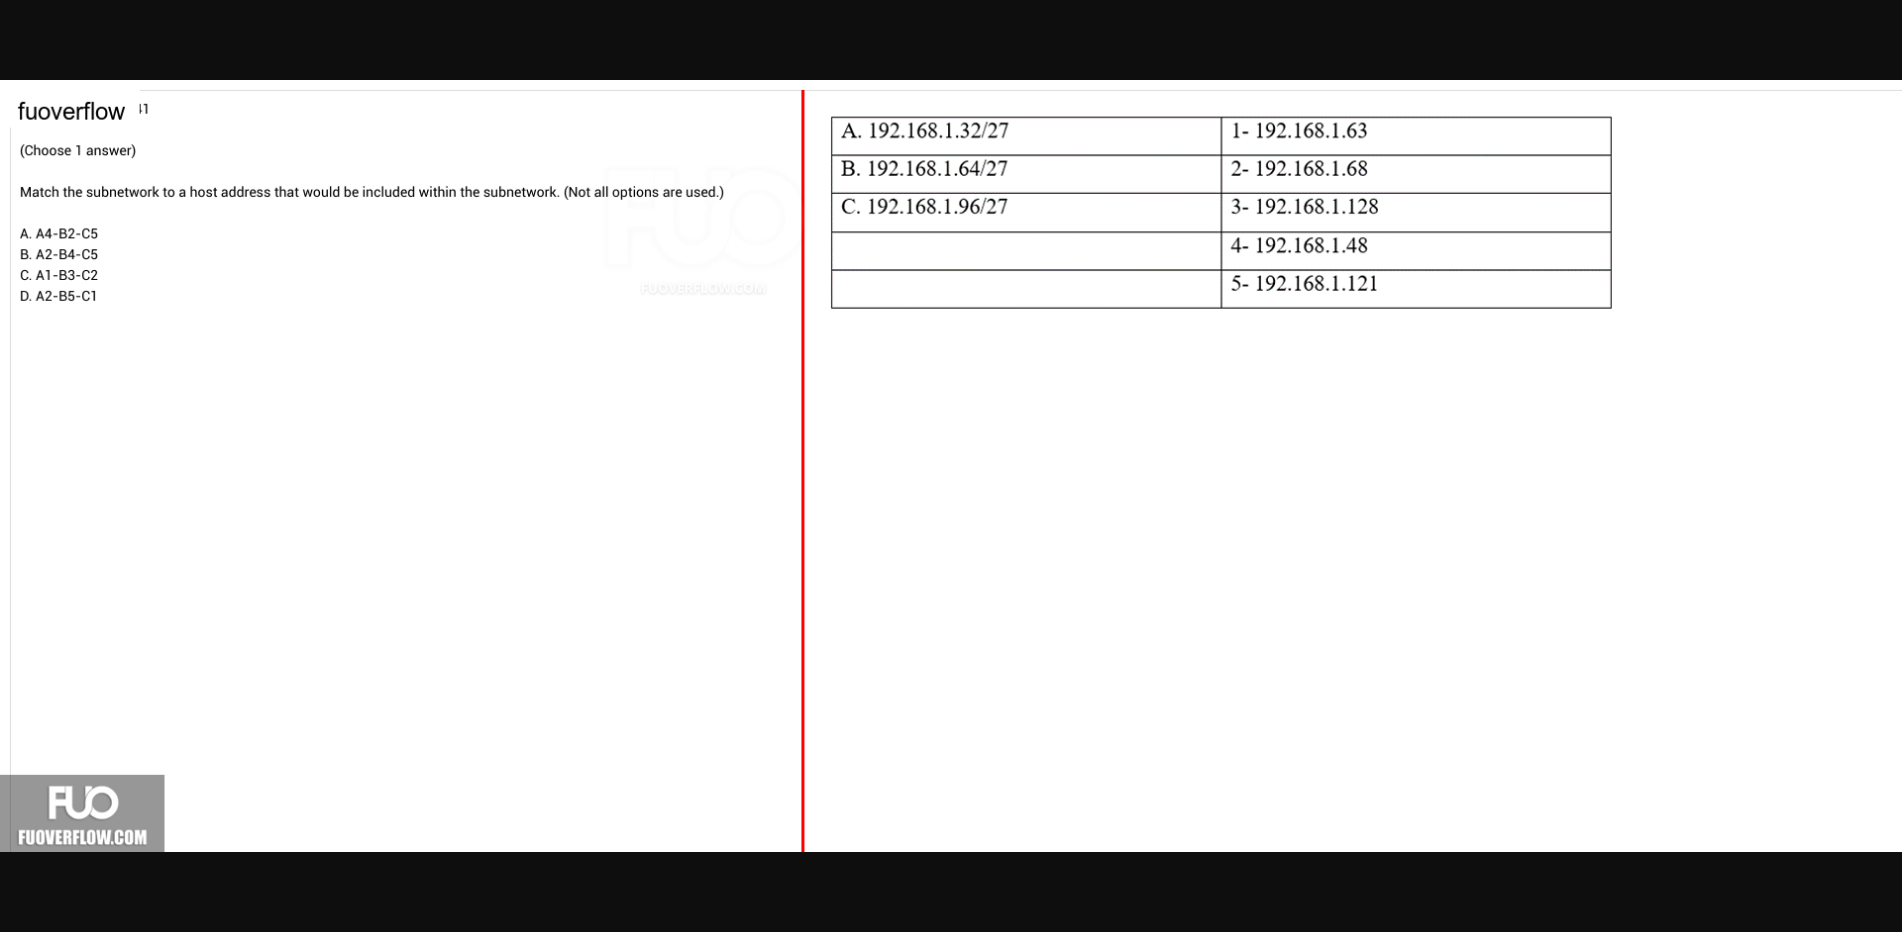 fuoverflow 41
(Choose 1 answer)
Match the subnetwork to a host address that would be included within the subnetwork. (Not all options are used.)
A. A4-B2-C5
B. A2-B4-C5
C. A1-B3-C2
D. A2-B5-C1
FUO
FUOVERFLOW.COM
A. 192.168.1.32/27 1- 192.168.1.63
B. 192.168.1.64/27 2- 192.168.1.68
C. 192.168.1.96/27 3- 192.168.1.128
4- 192.168.1.48
5- 192.168.1.121
FUO
FUOVERFLOW.COM